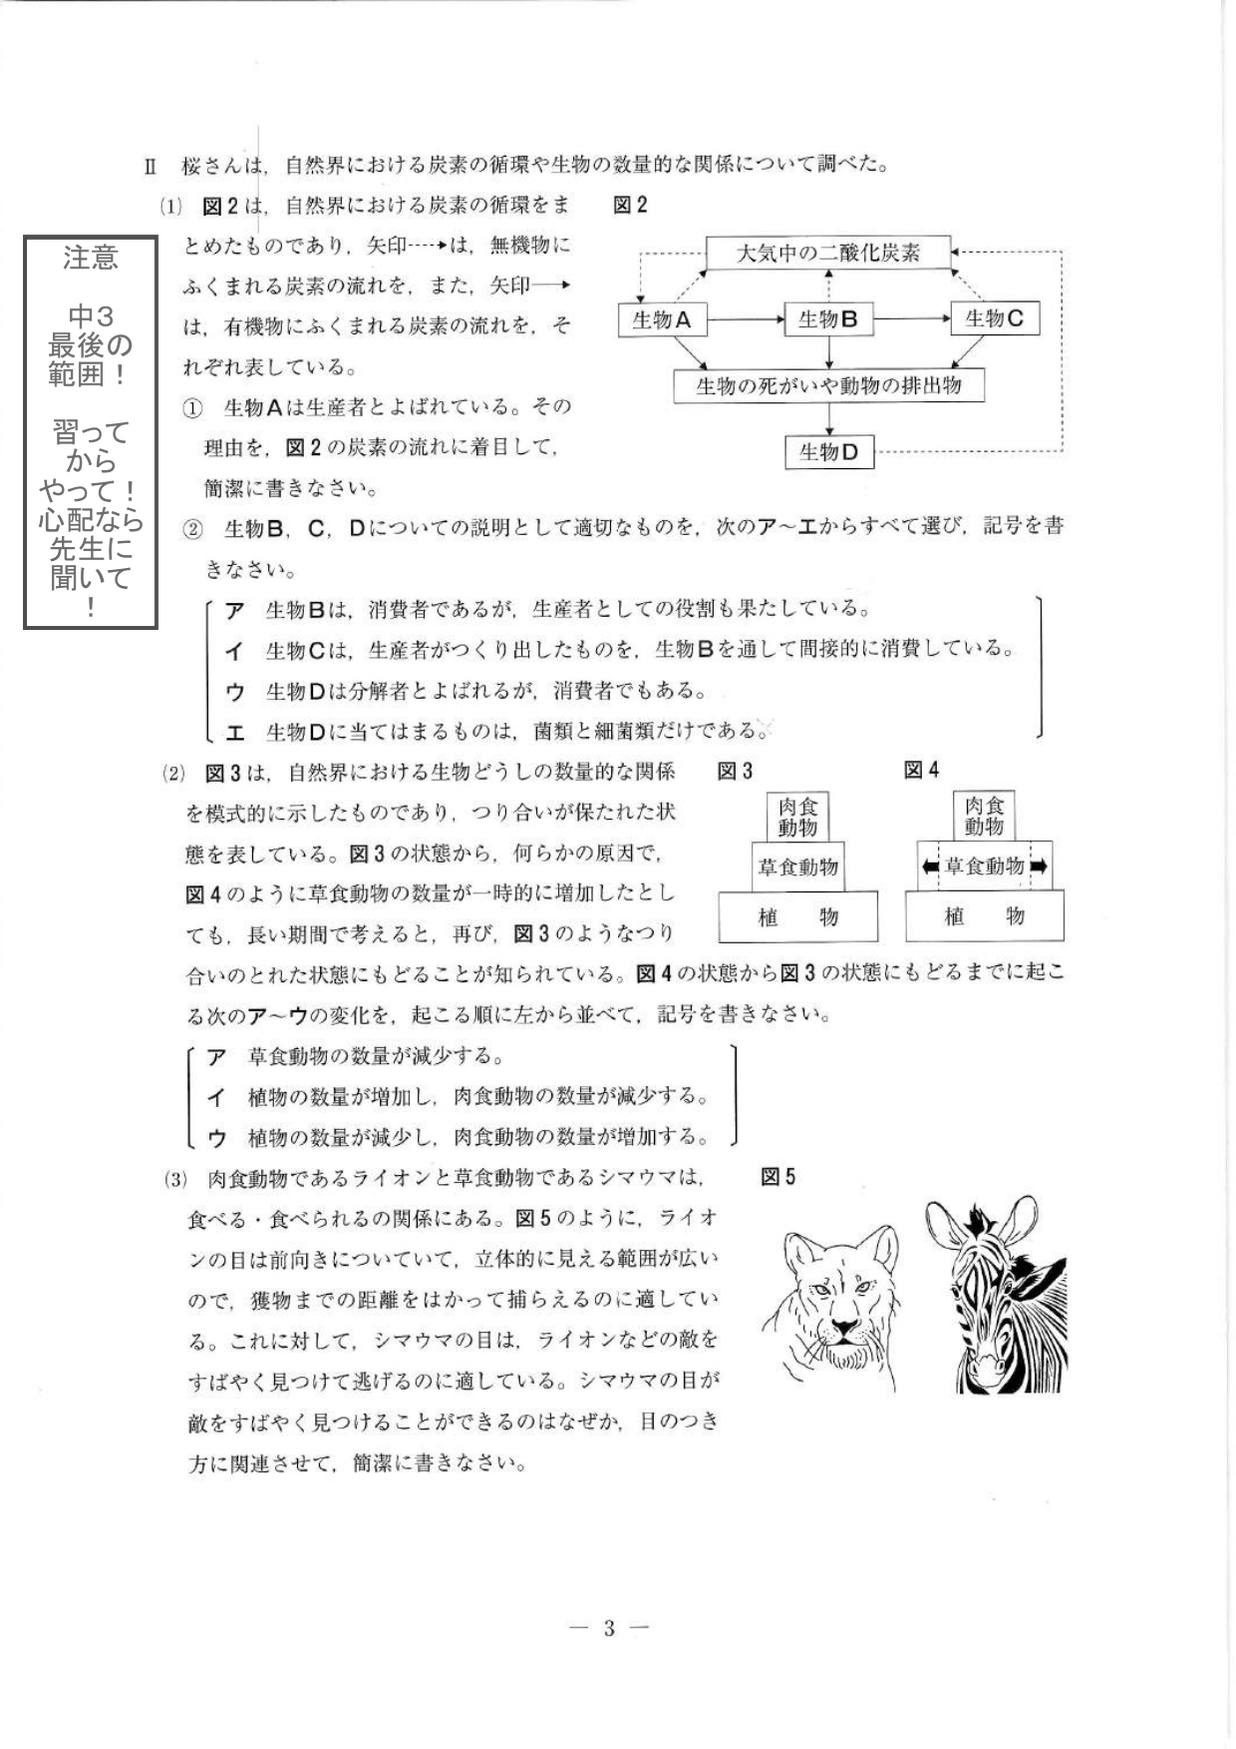 Ⅱ 桜さんは，自然界における炭素の循環や生物の数量的な関係について調べた。
(1) 図2は，自然界における炭素の循環をま
とめたものであり，矢印┄┄→は，無機物に
ふくまれる炭素の流れを，また，矢印──→
は，有機物にふくまれる炭素の流れを，そ
れぞれ表している。
① 生物Aは生産者とよばれている。その
理由を，図2の炭素の流れに着目して，
簡潔に書きなさい。
図2
大気中の二酸化炭素
生物A
生物B
生物C
生物の死がいや動物の排出物
生物D
注意
中3
最後の
範囲！
習って
から
やって！
心配なら
先生に
聞いて
！
② 生物B，C，Dについての説明として適切なものを，次のア～エからすべて選び，記号を書
きなさい。
ア 生物Bは，消費者であるが，生産者としての役割も果たしている。
イ 生物Cは，生産者がつくり出したものを，生物Bを通して間接的に消費している。
ウ 生物Dは分解者とよばれるが，消費者でもある。
エ 生物Dに当てはまるものは，菌類と細菌類だけである。
(2) 図3は，自然界における生物どうしの数量的な関係
を模式的に示したものであり，つり合いが保たれた状
態を表している。図3の状態から，何らかの原因で，
図4のように草食動物の数量が一時的に増加したとし
ても，長い期間で考えると，再び，図3のようなつり
合いのとれた状態にもどることが知られている。図4の状態から図3の状態にもどるまでに起こ
る次のア～ウの変化を，起こる順に左から並べて，記号を書きなさい。
図3
肉食
動物
草食動物
植 物
図4
肉食
動物
草食動物
植 物
ア 草食動物の数量が減少する。
イ 植物の数量が増加し，肉食動物の数量が減少する。
ウ 植物の数量が減少し，肉食動物の数量が増加する。
(3) 肉食動物であるライオンと草食動物であるシマウマは，
食べる・食べられるの関係にある。図5のように，ライオ
ンの目は前向きについていて，立体的に見える範囲が広い
ので，獲物までの距離をはかって捕らえるのに適してい
る。これに対して，シマウマの目は，ライオンなどの敵を
すばやく見つけて逃げるのに適している。シマウマの目が
敵をすばやく見つけることができるのはなぜか，目のつき
方に関連させて，簡潔に書きなさい。
図5
— 3 —